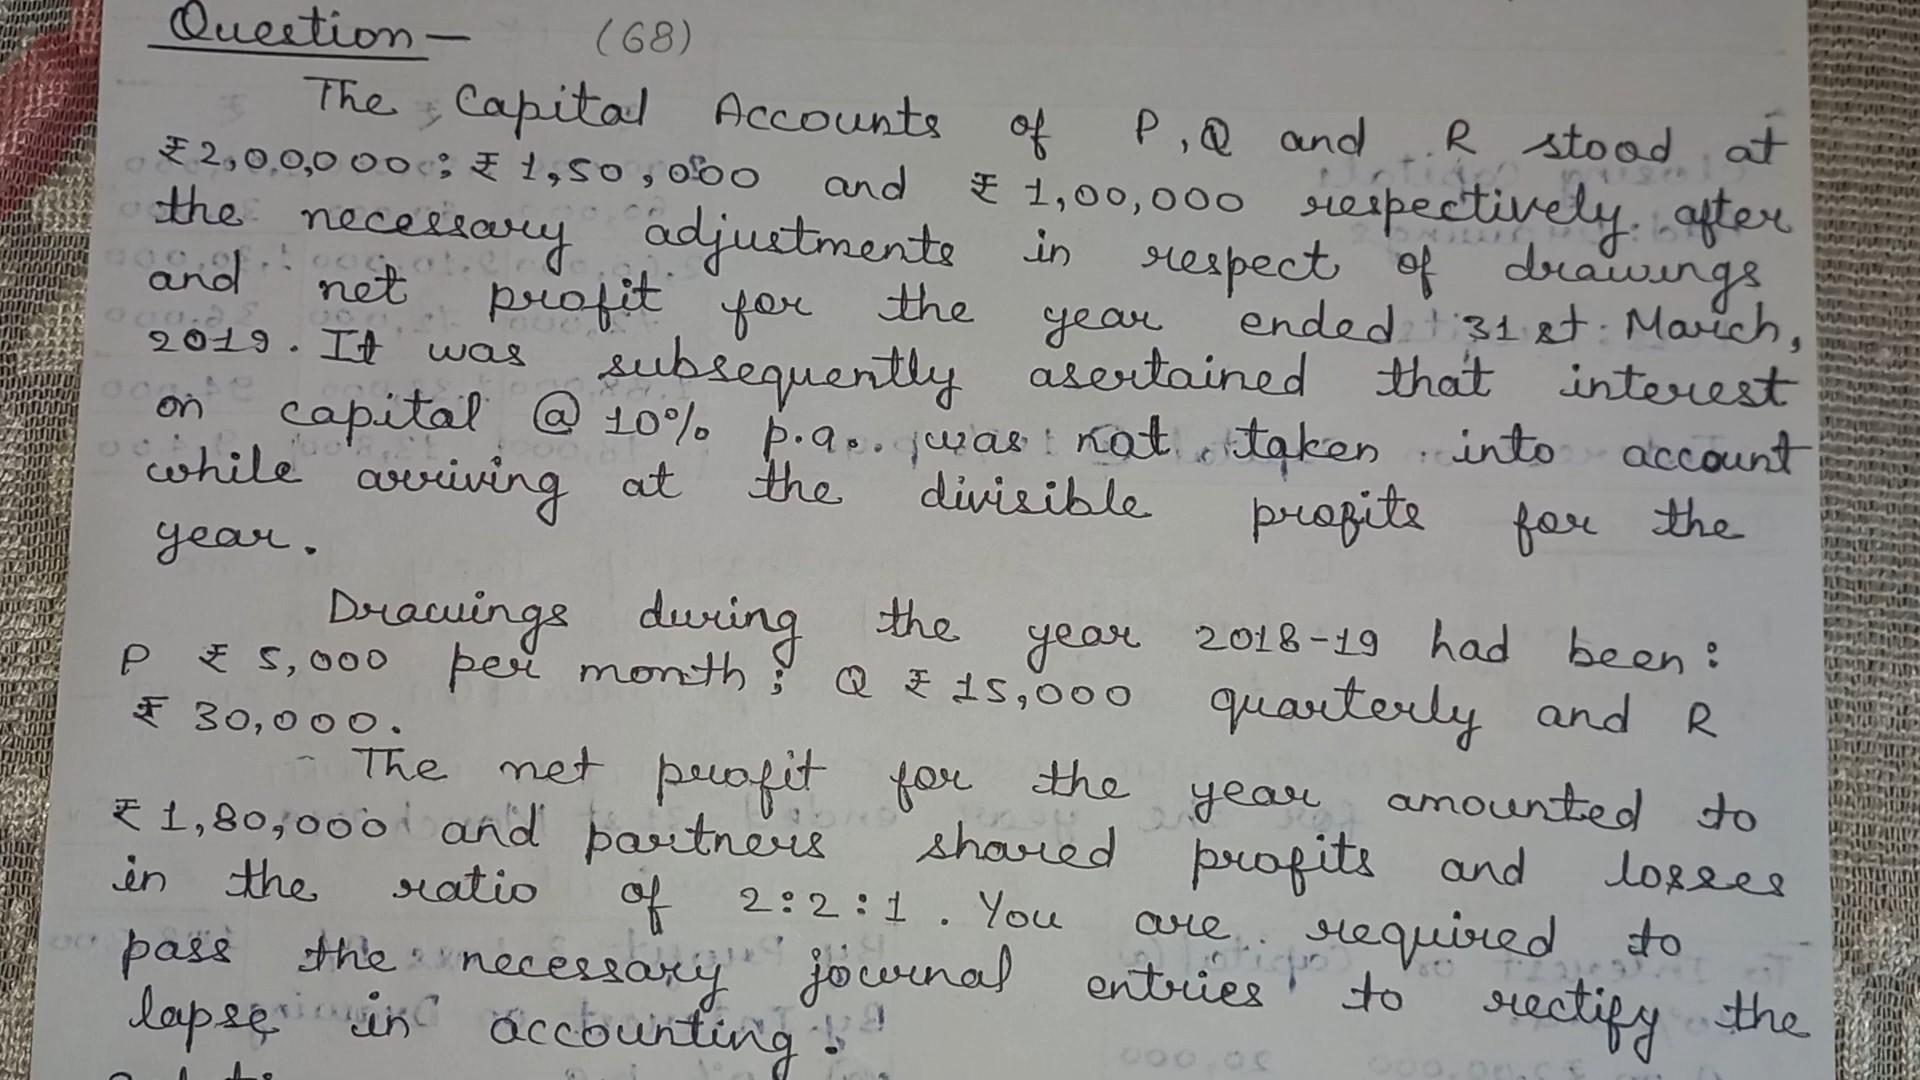 Question — (68)
The Capital Accounts of P, Q and R stood at
₹ 2,00,000; ₹ 1,50,000 and ₹ 1,00,000 respectively after
the necessary adjustments in respect of drawings
and net profit for the year ended 31st March,
2019. It was subsequently asertained that interest
on capital @ 10% p.a. was not taken into account
while arriving at the divisible profits for the
year.
Drawings during the year 2018-19 had been:
P ₹ 5,000 per month; Q ₹ 15,000 quarterly and R
₹ 30,000.
The net profit for the year amounted to
₹ 1,80,000 and partners shared profits and losses
in the ratio of 2:2:1. You are required to
pass the necessary journal entries to rectify the
lapse in accounting.